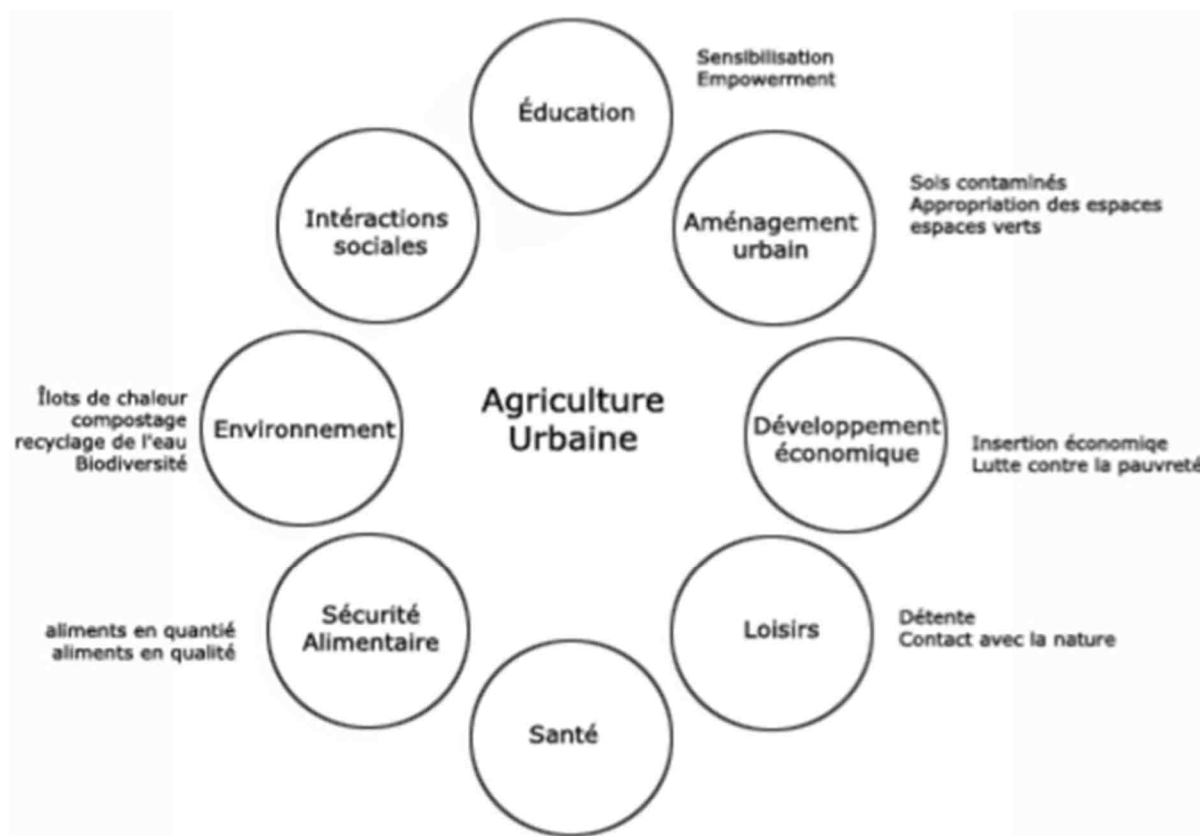 Éducation
Sensibilisation
Empowerment
Aménagement
urbain
Sols contaminés
Appropriation des espaces
espaces verts
Développement
économique
Insertion économiqe
Lutte contre la pauvreté
Loisirs
Détente
Contact avec la nature
Santé
Sécurité
Alimentaire
aliments en quantié
aliments en qualité
Environnement
Îlots de chaleur
compostage
recyclage de l'eau
Biodiversité
Intéractions
sociales
Agriculture
Urbaine